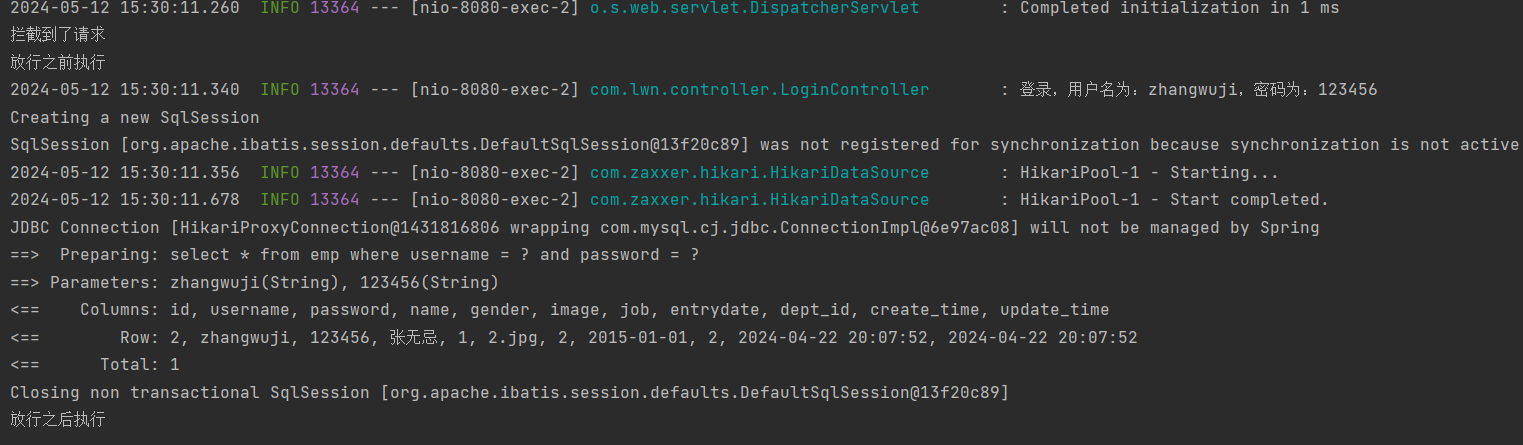 2024-05-12 15:30:11.260  INFO 13364 --- [nio-8080-exec-2] o.s.web.servlet.DispatcherServlet        : Completed initialization in 1 ms
拦截到了请求
放行之前执行
2024-05-12 15:30:11.340  INFO 13364 --- [nio-8080-exec-2] com.lwn.controller.LoginController       : 登录，用户名为：zhangwuji，密码为：123456
Creating a new SqlSession
SqlSession [org.apache.ibatis.session.defaults.DefaultSqlSession@13f20c89] was not registered for synchronization because synchronization is not active
2024-05-12 15:30:11.356  INFO 13364 --- [nio-8080-exec-2] com.zaxxer.hikari.HikariDataSource       : HikariPool-1 - Starting...
2024-05-12 15:30:11.678  INFO 13364 --- [nio-8080-exec-2] com.zaxxer.hikari.HikariDataSource       : HikariPool-1 - Start completed.
JDBC Connection [HikariProxyConnection@1431816806 wrapping com.mysql.cj.jdbc.ConnectionImpl@6e97ac08] will not be managed by Spring
==>  Preparing: select * from emp where username = ? and password = ?
==> Parameters: zhangwuji(String), 123456(String)
<==    Columns: id, username, password, name, gender, image, job, entrydate, dept_id, create_time, update_time
<==        Row: 2, zhangwuji, 123456, 张无忌, 1, 2.jpg, 2, 2015-01-01, 2, 2024-04-22 20:07:52, 2024-04-22 20:07:52
<==      Total: 1
Closing non transactional SqlSession [org.apache.ibatis.session.defaults.DefaultSqlSession@13f20c89]
放行之后执行